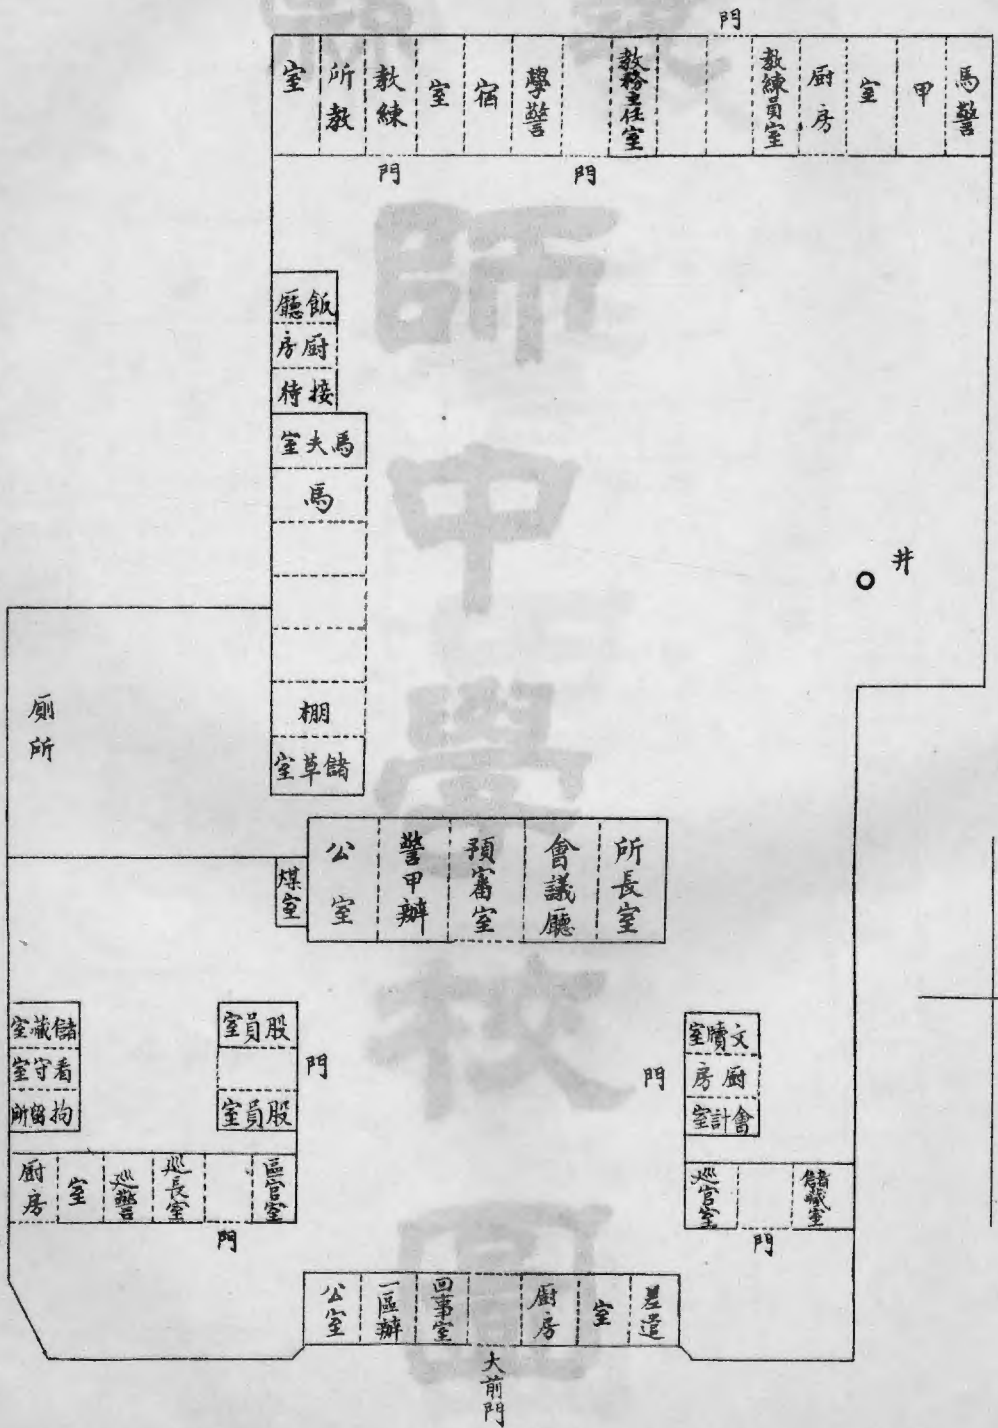 門
馬警
甲
室
厨房
教練員室
教務主任室
學警
宿
室
教練
所教
室
門
門
飯廳
厨房
接待
馬夫室
馬
棚
儲草室
井
厠所
所長室
會議廳
預審室
警甲辦
公室
煤室
文牘室
厨房
會計室
門
股員室
股員室
門
儲藏室
看守室
拘留所
儲藏室
巡官室
門
區官室
巡長室
巡警
室
厨房
門
差遣
室
厨房
回事室
一區辦
公室
大前門
師中學校圖